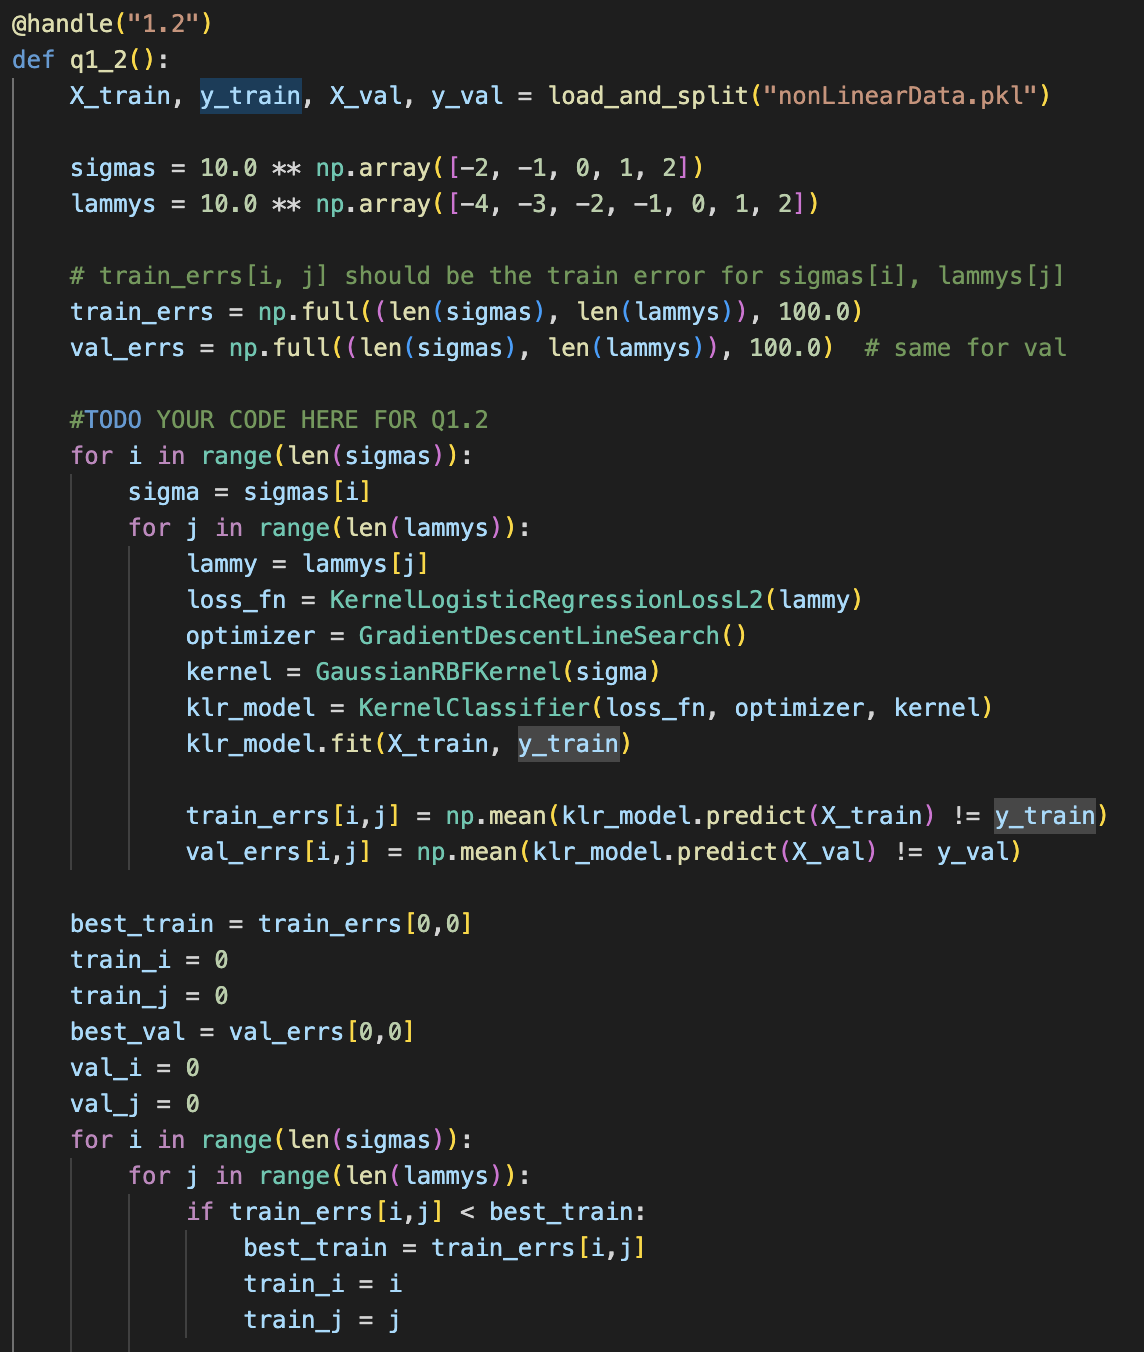 @handle("1.2")
def q1_2():
    X_train, y_train, X_val, y_val = load_and_split("nonLinearData.pkl")

    sigmas = 10.0 ** np.array([-2, -1, 0, 1, 2])
    lammys = 10.0 ** np.array([-4, -3, -2, -1, 0, 1, 2])

    # train_errs[i, j] should be the train error for sigmas[i], lammys[j]
    train_errs = np.full((len(sigmas), len(lammys)), 100.0)
    val_errs = np.full((len(sigmas), len(lammys)), 100.0)  # same for val

    #TODO YOUR CODE HERE FOR Q1.2
    for i in range(len(sigmas)):
        sigma = sigmas[i]
        for j in range(len(lammys)):
            lammy = lammys[j]
            loss_fn = KernelLogisticRegressionLossL2(lammy)
            optimizer = GradientDescentLineSearch()
            kernel = GaussianRBFKernel(sigma)
            klr_model = KernelClassifier(loss_fn, optimizer, kernel)
            klr_model.fit(X_train, y_train)

            train_errs[i,j] = np.mean(klr_model.predict(X_train) != y_train)
            val_errs[i,j] = np.mean(klr_model.predict(X_val) != y_val)

    best_train = train_errs[0,0]
    train_i = 0
    train_j = 0
    best_val = val_errs[0,0]
    val_i = 0
    val_j = 0
    for i in range(len(sigmas)):
        for j in range(len(lammys)):
            if train_errs[i,j] < best_train:
                best_train = train_errs[i,j]
                train_i = i
                train_j = j